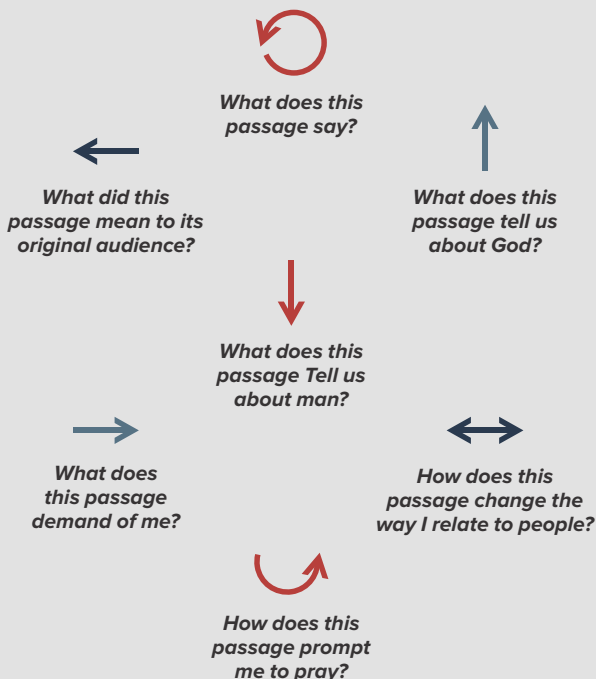 What does this
passage say?
What did this
passage mean to its
original audience?
What does this
passage tell us
about God?
What does this
passage Tell us
about man?
What does
this passage
demand of me?
How does this
passage change the
way I relate to people?
How does this
passage prompt
me to pray?